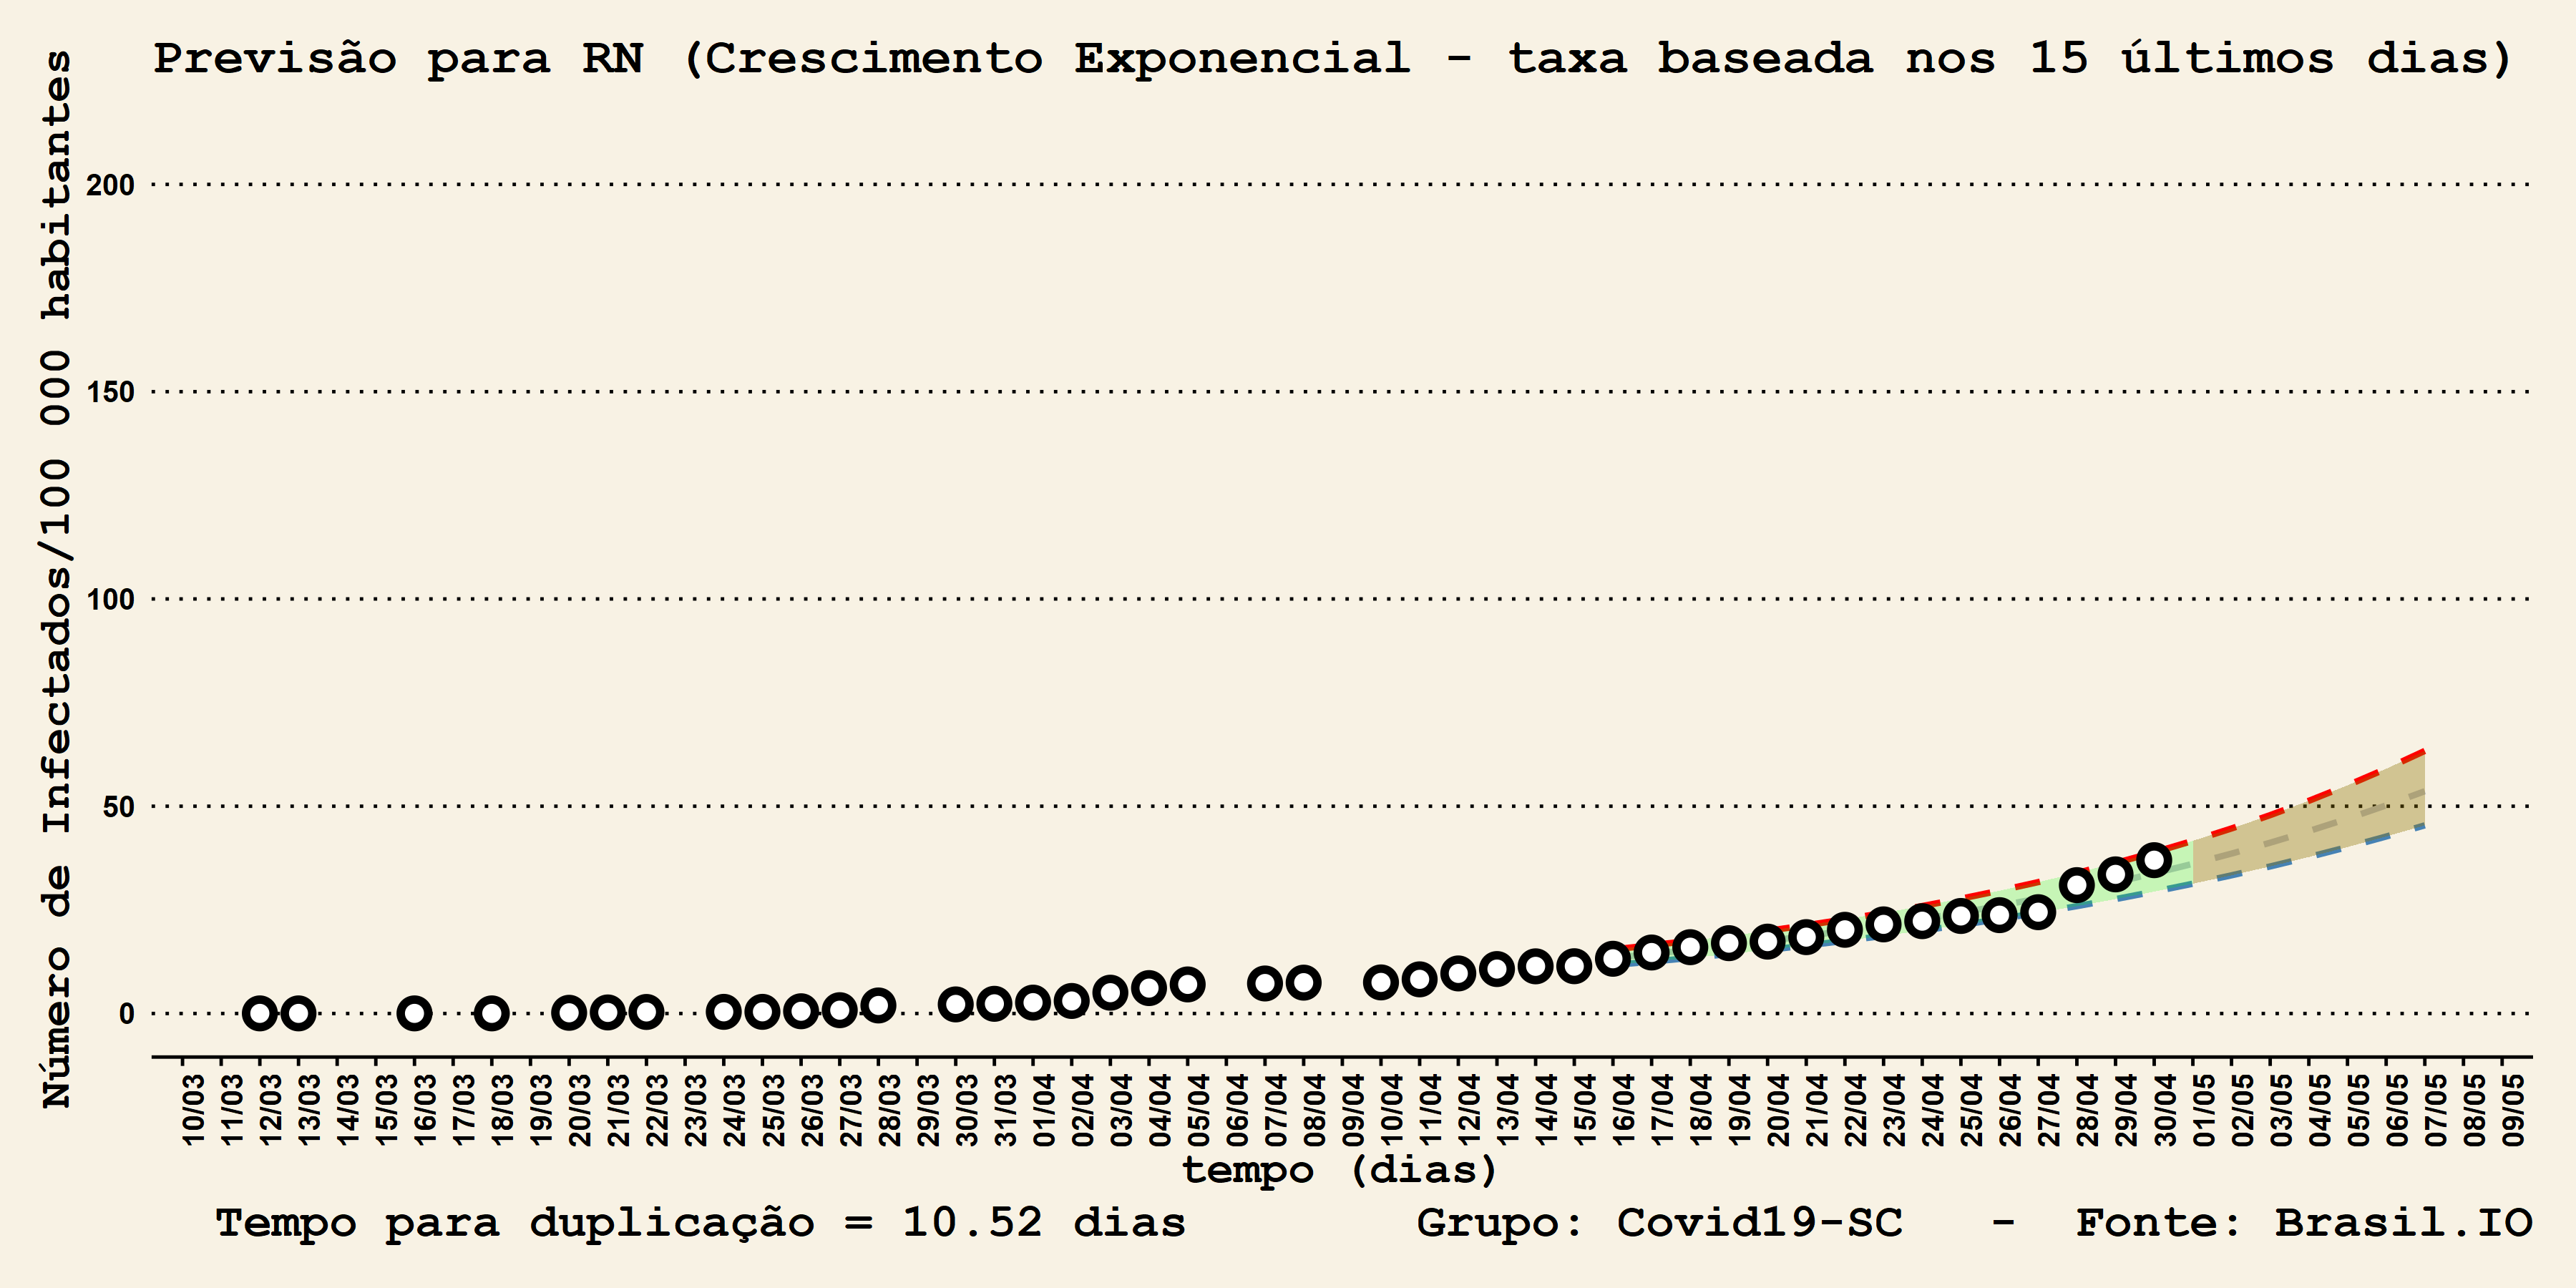 Previsão para RN (Crescimento Exponencial - taxa baseada nos 15 últimos dias)
Número de Infectados/100 000 habitantes
200
150
100
50
0
10/03 11/03 12/03 13/03 14/03 15/03 16/03 17/03 18/03 19/03 20/03 21/03 22/03 23/03 24/03 25/03 26/03 27/03 28/03 29/03 30/03 31/03 01/04 02/04 03/04 04/04 05/04 06/04 07/04 08/04 09/04 10/04 11/04 12/04 13/04 14/04 15/04 16/04 17/04 18/04 19/04 20/04 21/04 22/04 23/04 24/04 25/04 26/04 27/04 28/04 29/04 30/04 01/05 02/05 03/05 04/05 05/05 06/05 07/05 08/05 09/05
tempo (dias)
Tempo para duplicação = 10.52 dias Grupo: Covid19-SC - Fonte: Brasil.IO